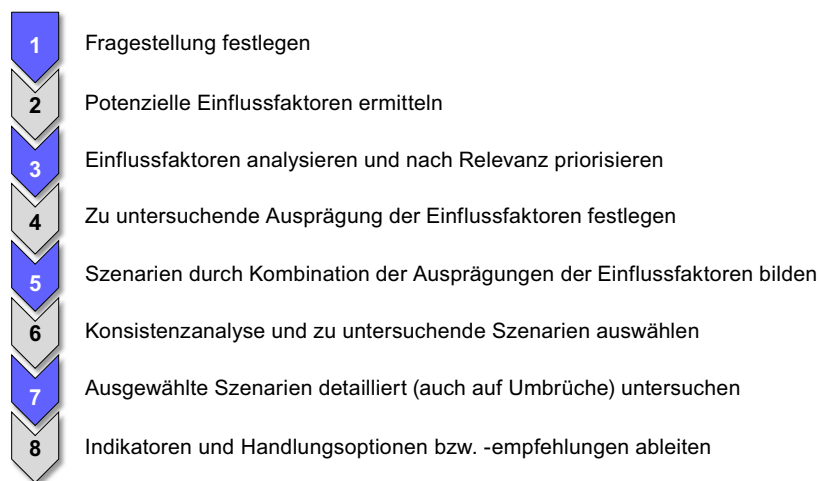 1 Fragestellung festlegen
2 Potenzielle Einflussfaktoren ermitteln
3 Einflussfaktoren analysieren und nach Relevanz priorisieren
4 Zu untersuchende Ausprägung der Einflussfaktoren festlegen
5 Szenarien durch Kombination der Ausprägungen der Einflussfaktoren bilden
6 Konsistenzanalyse und zu untersuchende Szenarien auswählen
7 Ausgewählte Szenarien detailliert (auch auf Umbrüche) untersuchen
8 Indikatoren und Handlungsoptionen bzw. -empfehlungen ableiten